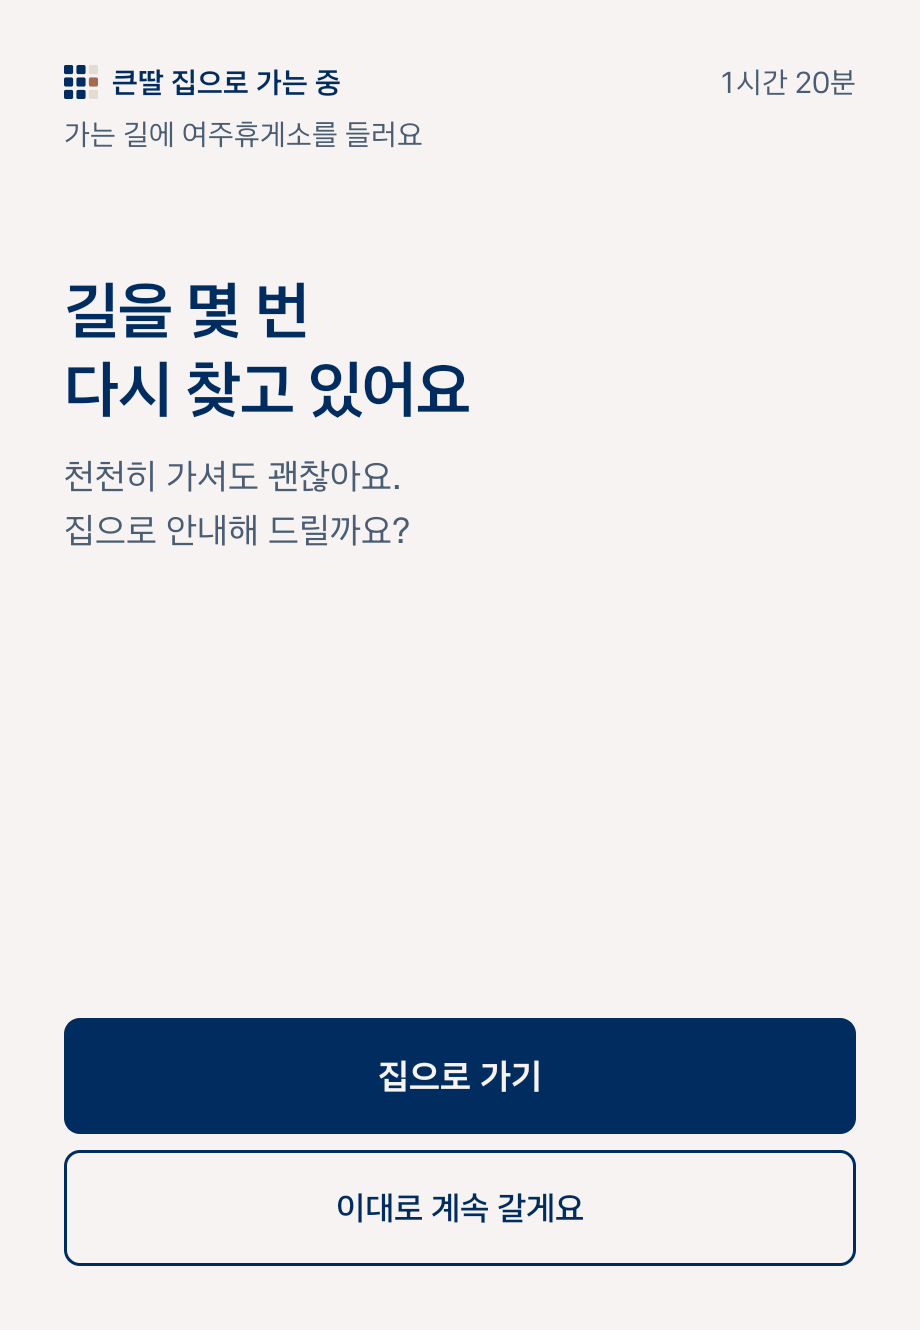 큰딸 집으로 가는 중
1시간 20분
가는 길에 여주휴게소를 들러요
길을 몇 번
다시 찾고 있어요
천천히 가셔도 괜찮아요.
집으로 안내해 드릴까요?
집으로 가기
이대로 계속 갈게요